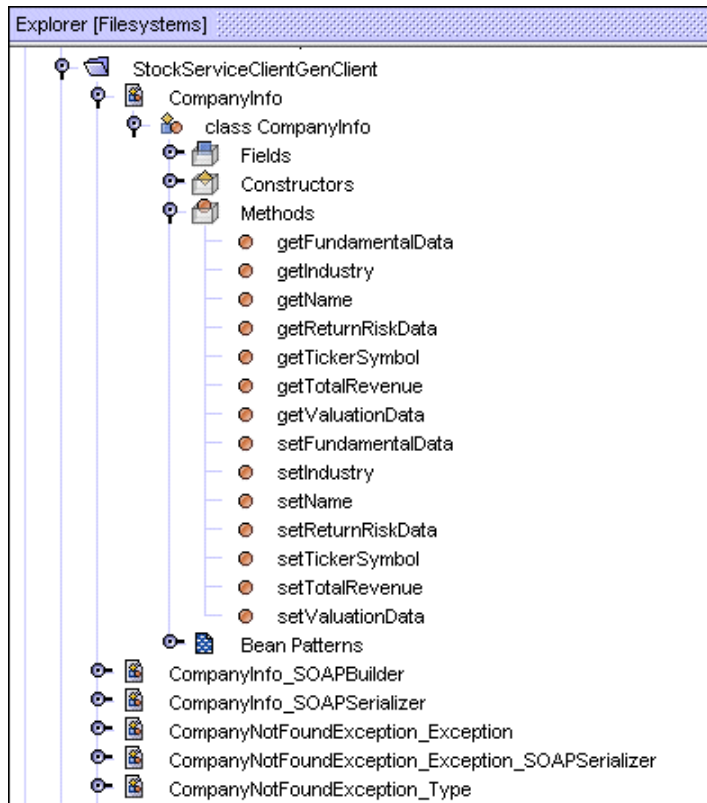 Explorer [Filesystems]
StockServiceClientGenClient
CompanyInfo
class CompanyInfo
Fields
Constructors
Methods
getFundamentalData
getIndustry
getName
getReturnRiskData
getTickerSymbol
getTotalRevenue
getValuationData
setFundamentalData
setIndustry
setName
setReturnRiskData
setTickerSymbol
setTotalRevenue
setValuationData
Bean Patterns
CompanyInfo_SOAPBuilder
CompanyInfo_SOAPSerializer
CompanyNotFoundException_Exception
CompanyNotFoundException_Exception_SOAPSerializer
CompanyNotFoundException_Type